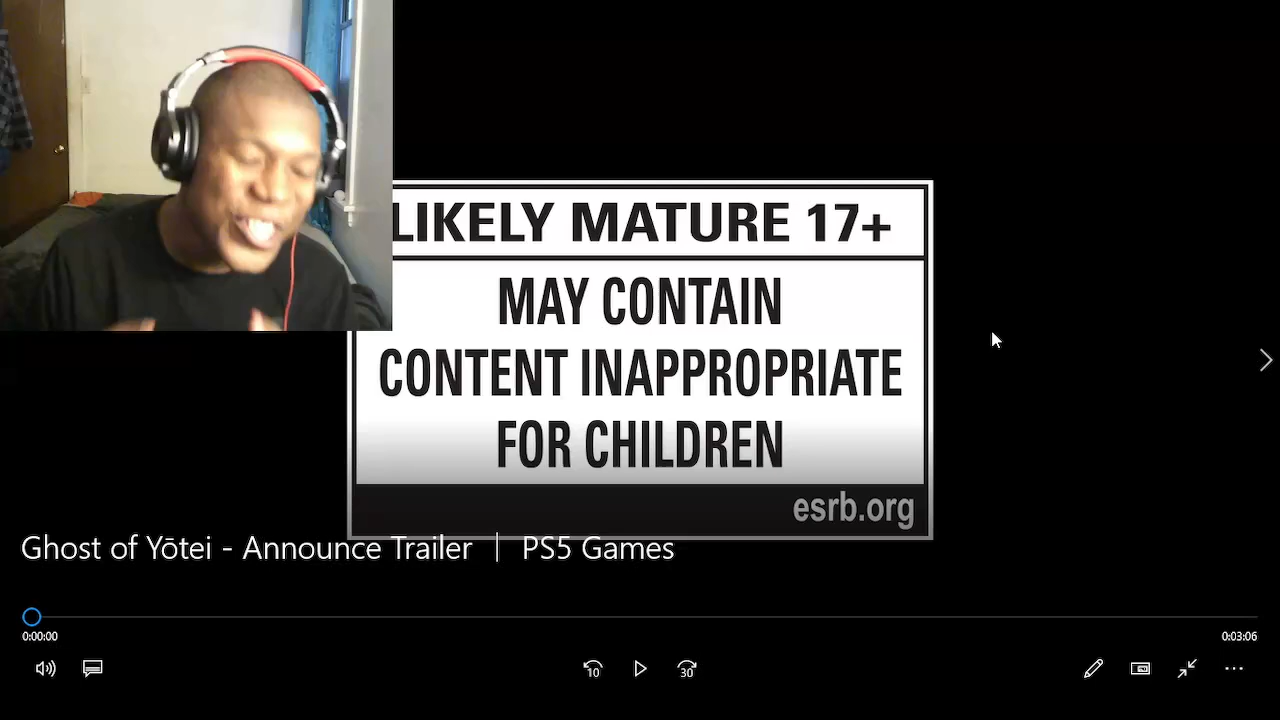 LIKELY MATURE 17+
MAY CONTAIN
CONTENT INAPPROPRIATE
FOR CHILDREN
esrb.org
Ghost of Yōtei - Announce Trailer │ PS5 Games
0:00:00
0:03:06
10
30